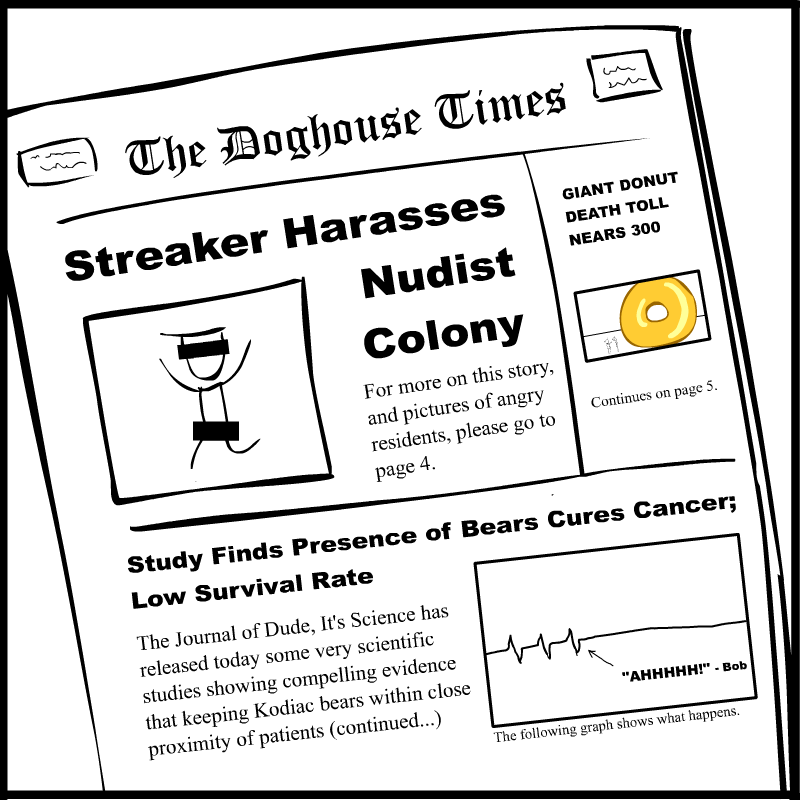 The Doghouse Times
Streaker Harasses
Nudist
Colony
For more on this story,
and pictures of angry
residents, please go to
page 4.
GIANT DONUT
DEATH TOLL
NEARS 300
Continues on page 5.
Study Finds Presence of Bears Cures Cancer;
Low Survival Rate
The Journal of Dude, It's Science has
released today some very scientific
studies showing compelling evidence
that keeping Kodiac bears within close
proximity of patients (continued...)
"AHHHHH!" - Bob
The following graph shows what happens.